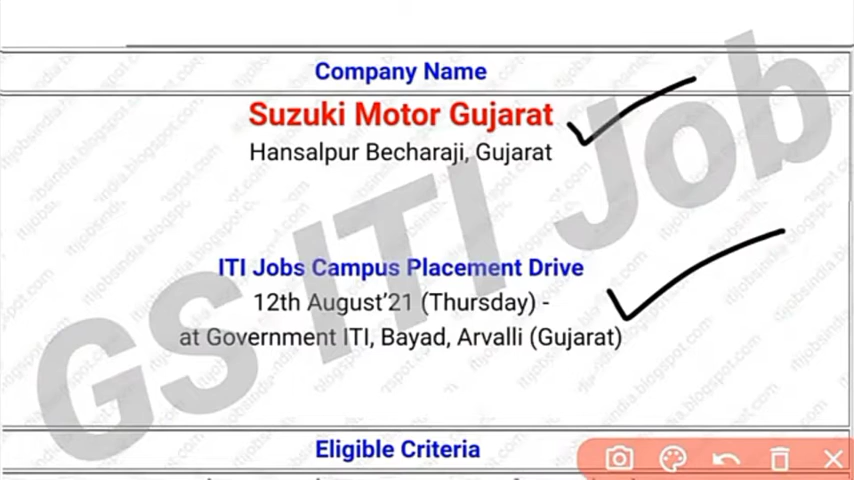 Company Name
Suzuki Motor Gujarat
Hansalpur Becharaji, Gujarat
ITI Jobs Campus Placement Drive
12th August'21 (Thursday) -
at Government ITI, Bayad, Arvalli (Gujarat)
Eligible Criteria
GS ITI Job